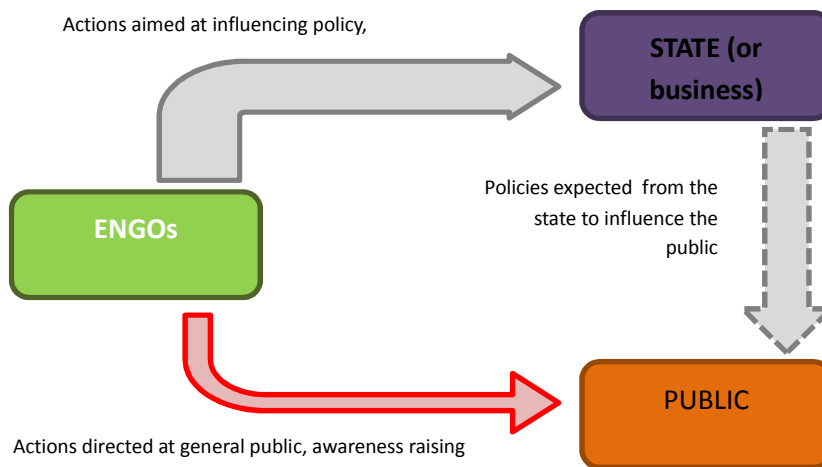 Actions aimed at influencing policy,
STATE (or
business)
ENGOs
Policies expected from the
state to influence the
public
PUBLIC
Actions directed at general public, awareness raising